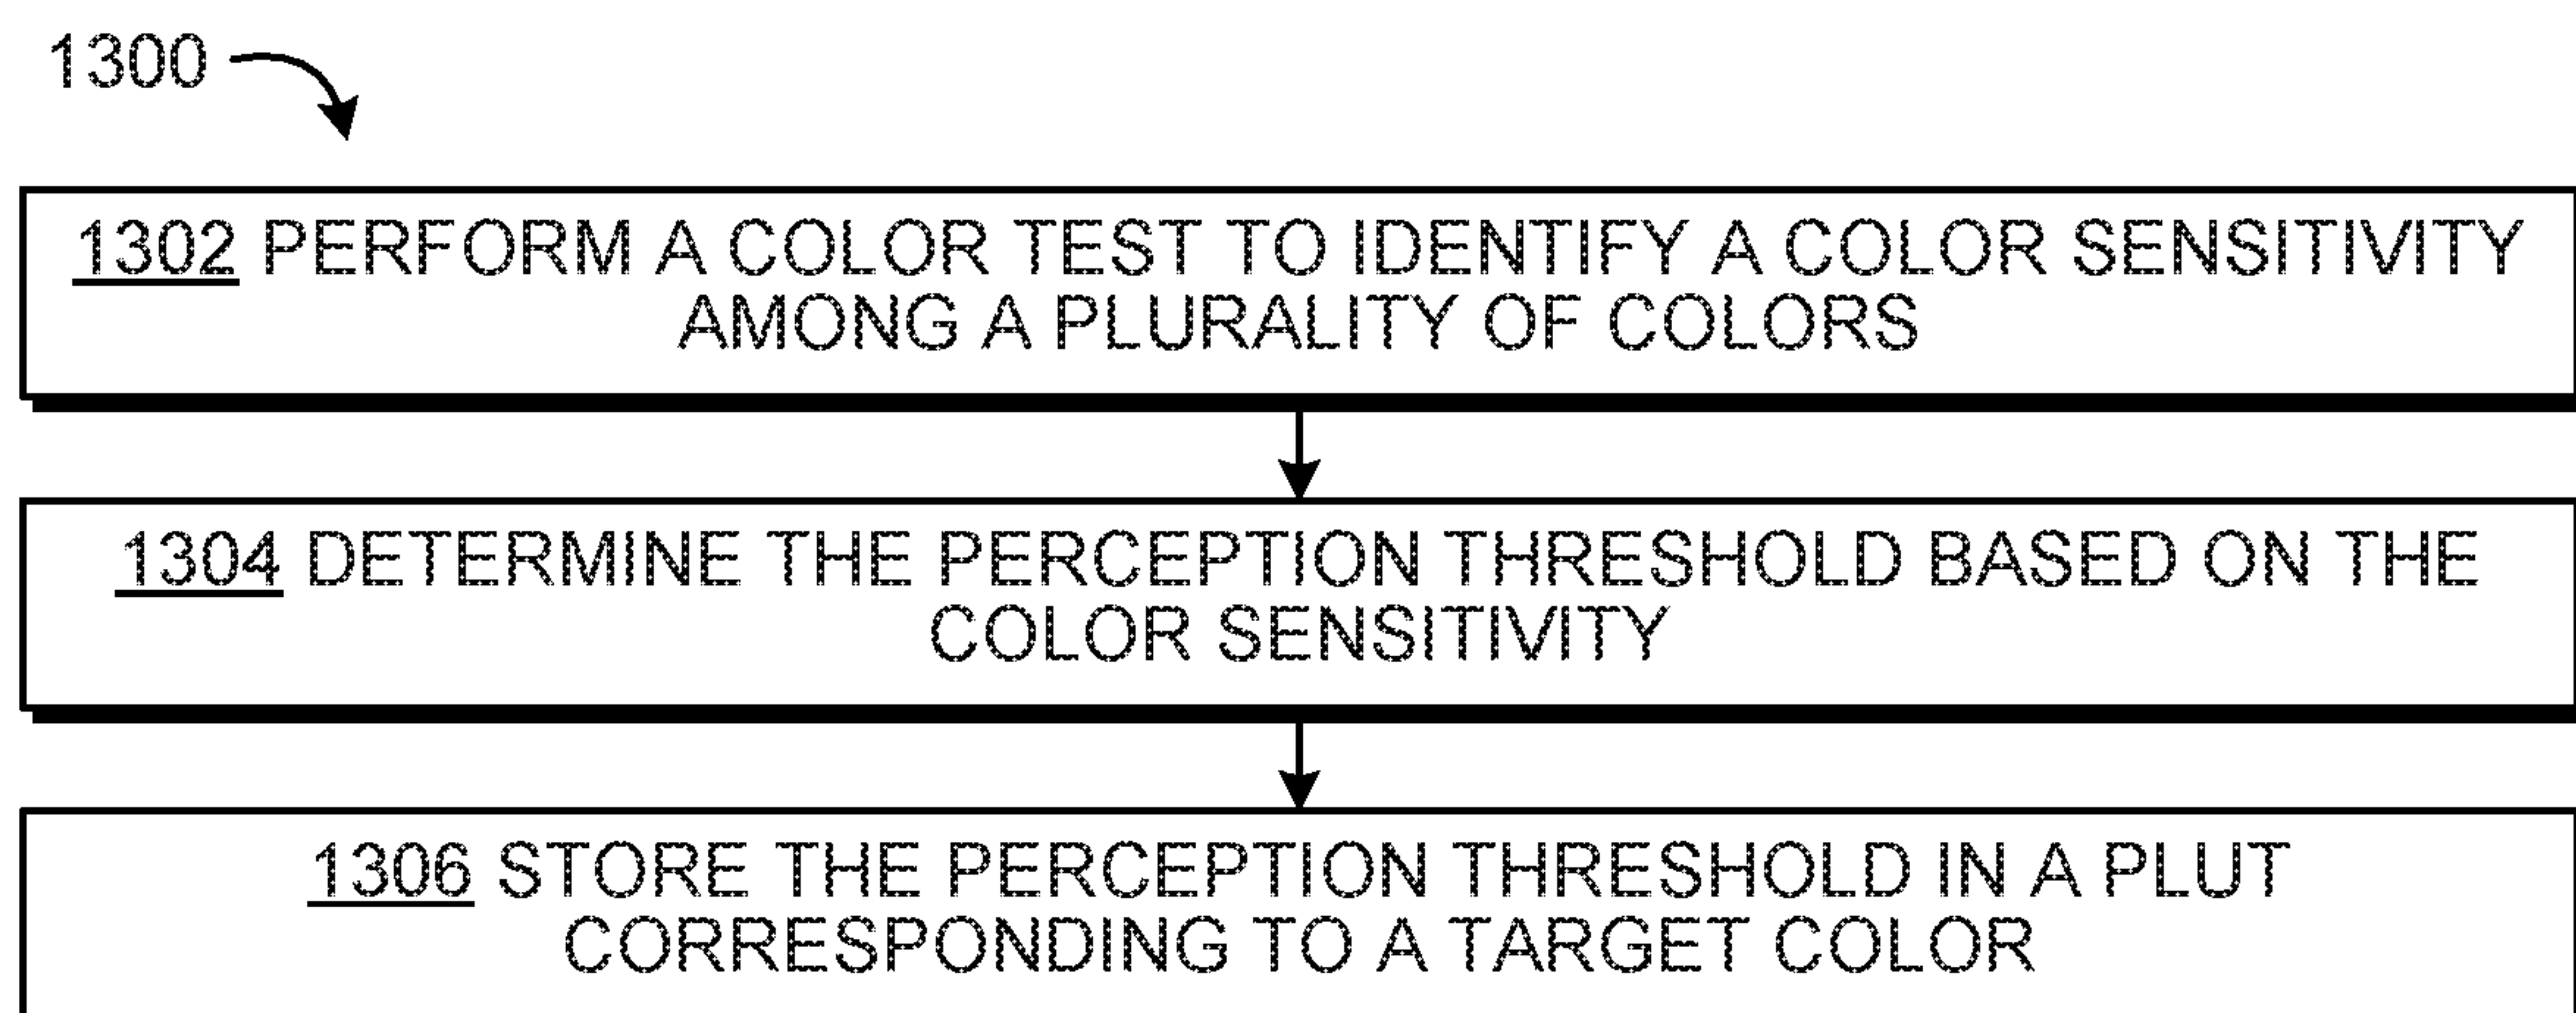 1300
1302 PERFORM A COLOR TEST TO IDENTIFY A COLOR SENSITIVITY
AMONG A PLURALITY OF COLORS
1304 DETERMINE THE PERCEPTION THRESHOLD BASED ON THE
COLOR SENSITIVITY
1306 STORE THE PERCEPTION THRESHOLD IN A PLUT
CORRESPONDING TO A TARGET COLOR